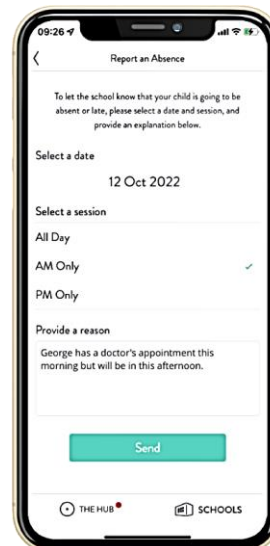 09:26
Report an Absence
To let the school know that your child is going to be
absent or late, please select a date and session, and
provide an explanation below.
Select a date
12 Oct 2022
Select a session
All Day
AM Only
PM Only
Provide a reason
George has a doctor's appointment this
morning but will be in this afternoon.
Send
THE HUB
SCHOOLS